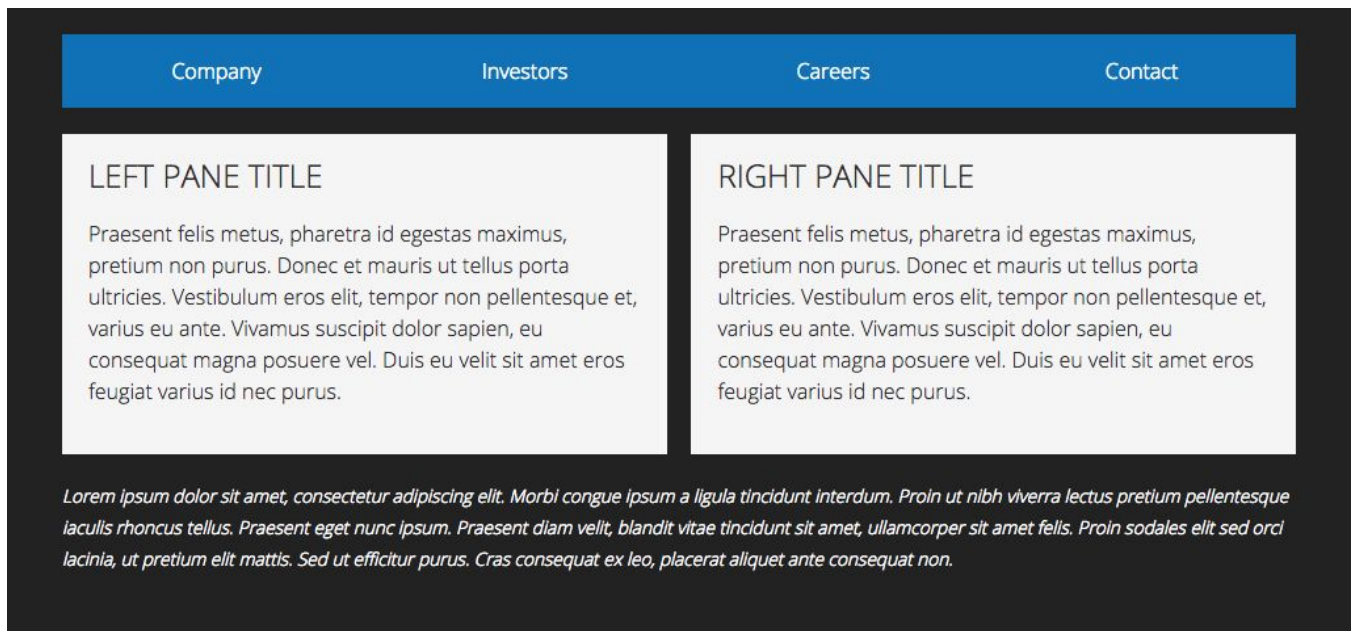 Company Investors Careers Contact
LEFT PANE TITLE
Praesent felis metus, pharetra id egestas maximus,
pretium non purus. Donec et mauris ut tellus porta
ultricies. Vestibulum eros elit, tempor non pellentesque et,
varius eu ante. Vivamus suscipit dolor sapien, eu
consequat magna posuere vel. Duis eu velit sit amet eros
feugiat varius id nec purus.
RIGHT PANE TITLE
Praesent felis metus, pharetra id egestas maximus,
pretium non purus. Donec et mauris ut tellus porta
ultricies. Vestibulum eros elit, tempor non pellentesque et,
varius eu ante. Vivamus suscipit dolor sapien, eu
consequat magna posuere vel. Duis eu velit sit amet eros
feugiat varius id nec purus.
Lorem ipsum dolor sit amet, consectetur adipiscing elit. Morbi congue ipsum a ligula tincidunt interdum. Proin ut nibh viverra lectus pretium pellentesque
iaculis rhoncus tellus. Praesent eget nunc ipsum. Praesent diam velit, blandit vitae tincidunt sit amet, ullamcorper sit amet felis. Proin sodales elit sed orci
lacinia, ut pretium elit mattis. Sed ut efficitur purus. Cras consequat ex leo, placerat aliquet ante consequat non.